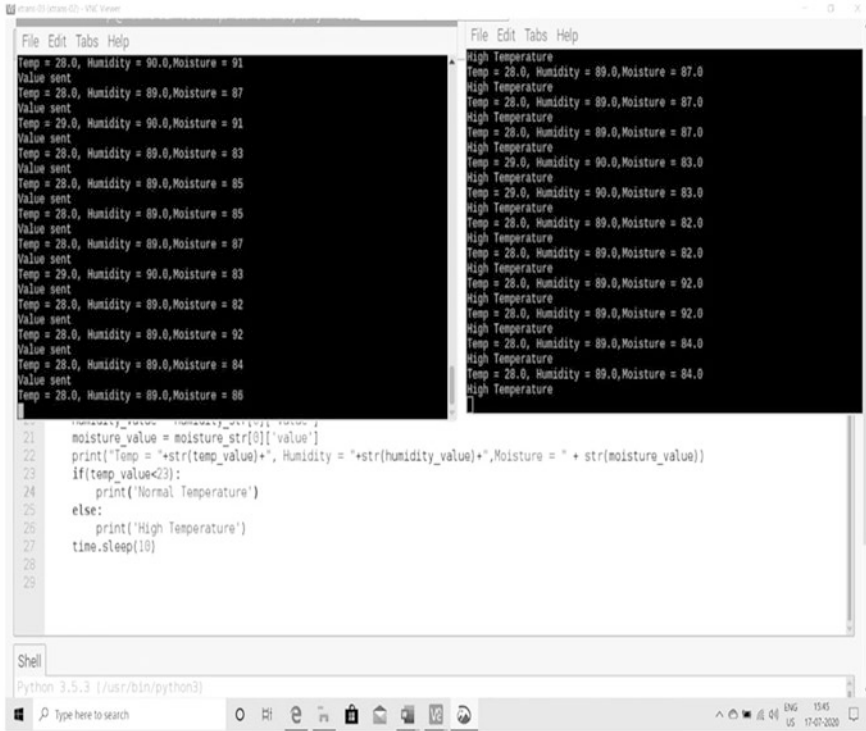 xtrans-03 (xtrans-02) - VNC Viewer
File Edit Tabs Help
Temp = 28.0, Humidity = 90.0,Moisture = 91
Value sent
Temp = 28.0, Humidity = 89.0,Moisture = 87
Value sent
Temp = 29.0, Humidity = 90.0,Moisture = 91
Value sent
Temp = 28.0, Humidity = 89.0,Moisture = 83
Value sent
Temp = 28.0, Humidity = 89.0,Moisture = 85
Value sent
Temp = 28.0, Humidity = 89.0,Moisture = 85
Value sent
Temp = 28.0, Humidity = 89.0,Moisture = 87
Value sent
Temp = 29.0, Humidity = 90.0,Moisture = 83
Value sent
Temp = 28.0, Humidity = 89.0,Moisture = 82
Value sent
Temp = 28.0, Humidity = 89.0,Moisture = 92
Value sent
Temp = 28.0, Humidity = 89.0,Moisture = 84
Value sent
Temp = 28.0, Humidity = 89.0,Moisture = 86
File Edit Tabs Help
High Temperature
Temp = 28.0, Humidity = 89.0,Moisture = 87.0
High Temperature
Temp = 28.0, Humidity = 89.0,Moisture = 87.0
High Temperature
Temp = 28.0, Humidity = 89.0,Moisture = 87.0
High Temperature
Temp = 29.0, Humidity = 90.0,Moisture = 83.0
High Temperature
Temp = 29.0, Humidity = 90.0,Moisture = 83.0
High Temperature
Temp = 28.0, Humidity = 89.0,Moisture = 82.0
High Temperature
Temp = 28.0, Humidity = 89.0,Moisture = 82.0
High Temperature
Temp = 28.0, Humidity = 89.0,Moisture = 92.0
High Temperature
Temp = 28.0, Humidity = 89.0,Moisture = 92.0
High Temperature
Temp = 28.0, Humidity = 89.0,Moisture = 84.0
High Temperature
Temp = 28.0, Humidity = 89.0,Moisture = 84.0
High Temperature
20 humidity_value = humidity_str[0]['value']
21 moisture_value = moisture_str[0]['value']
22 print("Temp = "+str(temp_value)+", Humidity = "+str(humidity_value)+",Moisture = " + str(moisture_value))
23 if(temp_value<23):
24 print('Normal Temperature')
25 else:
26 print('High Temperature')
27 time.sleep(10)
28
29
Shell
Python 3.5.3 (/usr/bin/python3)
Type here to search
ENG 15:45
US 17-07-2020